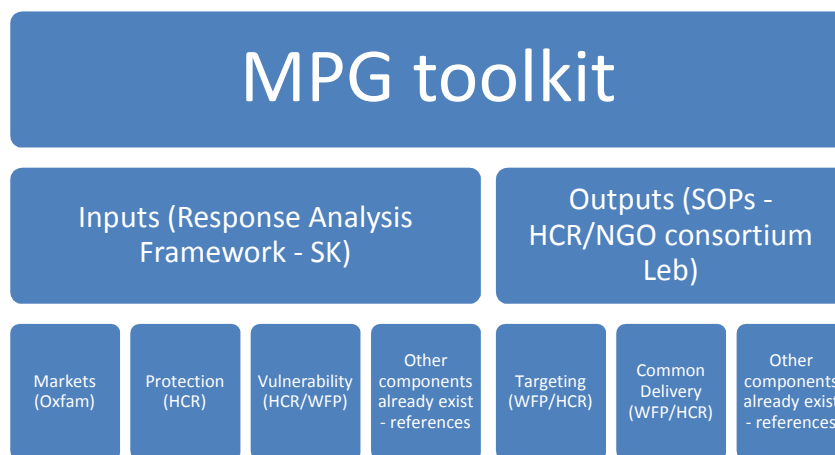 MPG toolkit
Inputs (Response Analysis
Framework - SK)
Outputs (SOPs -
HCR/NGO consortium
Leb)
Markets
(Oxfam)
Protection
(HCR)
Vulnerability
(HCR/WFP)
Other
components
already exist
- references
Targeting
(WFP/HCR)
Common
Delivery
(WFP/HCR)
Other
components
already exist
- references